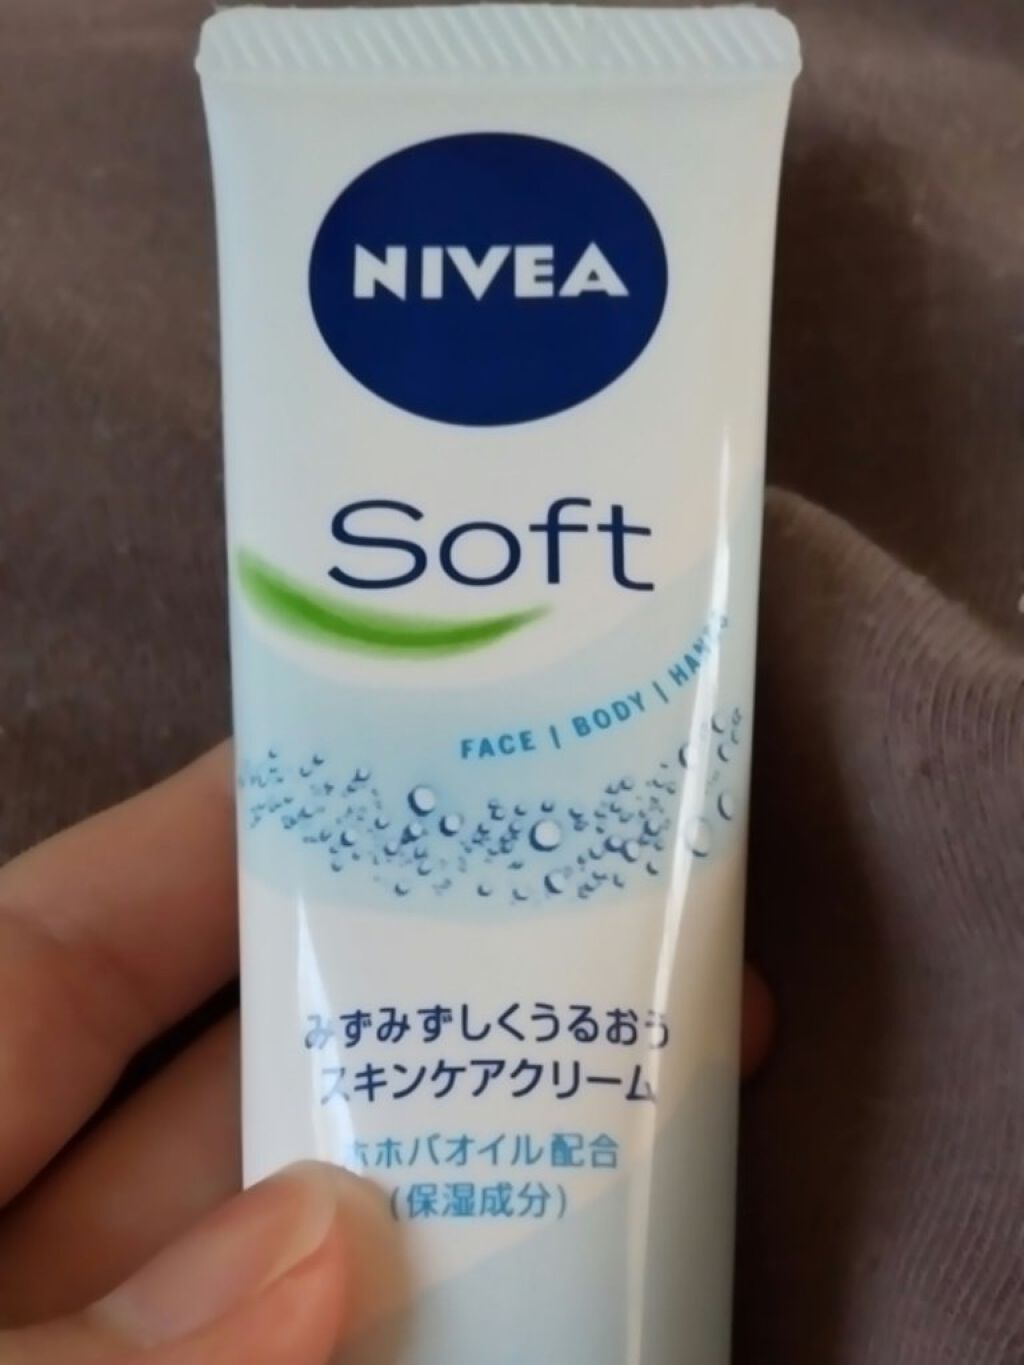 NIVEA
Soft
FACE | BODY | HANDS
みずみずしくうるおう
スキンケアクリーム
ホホバオイル配合
(保湿成分)